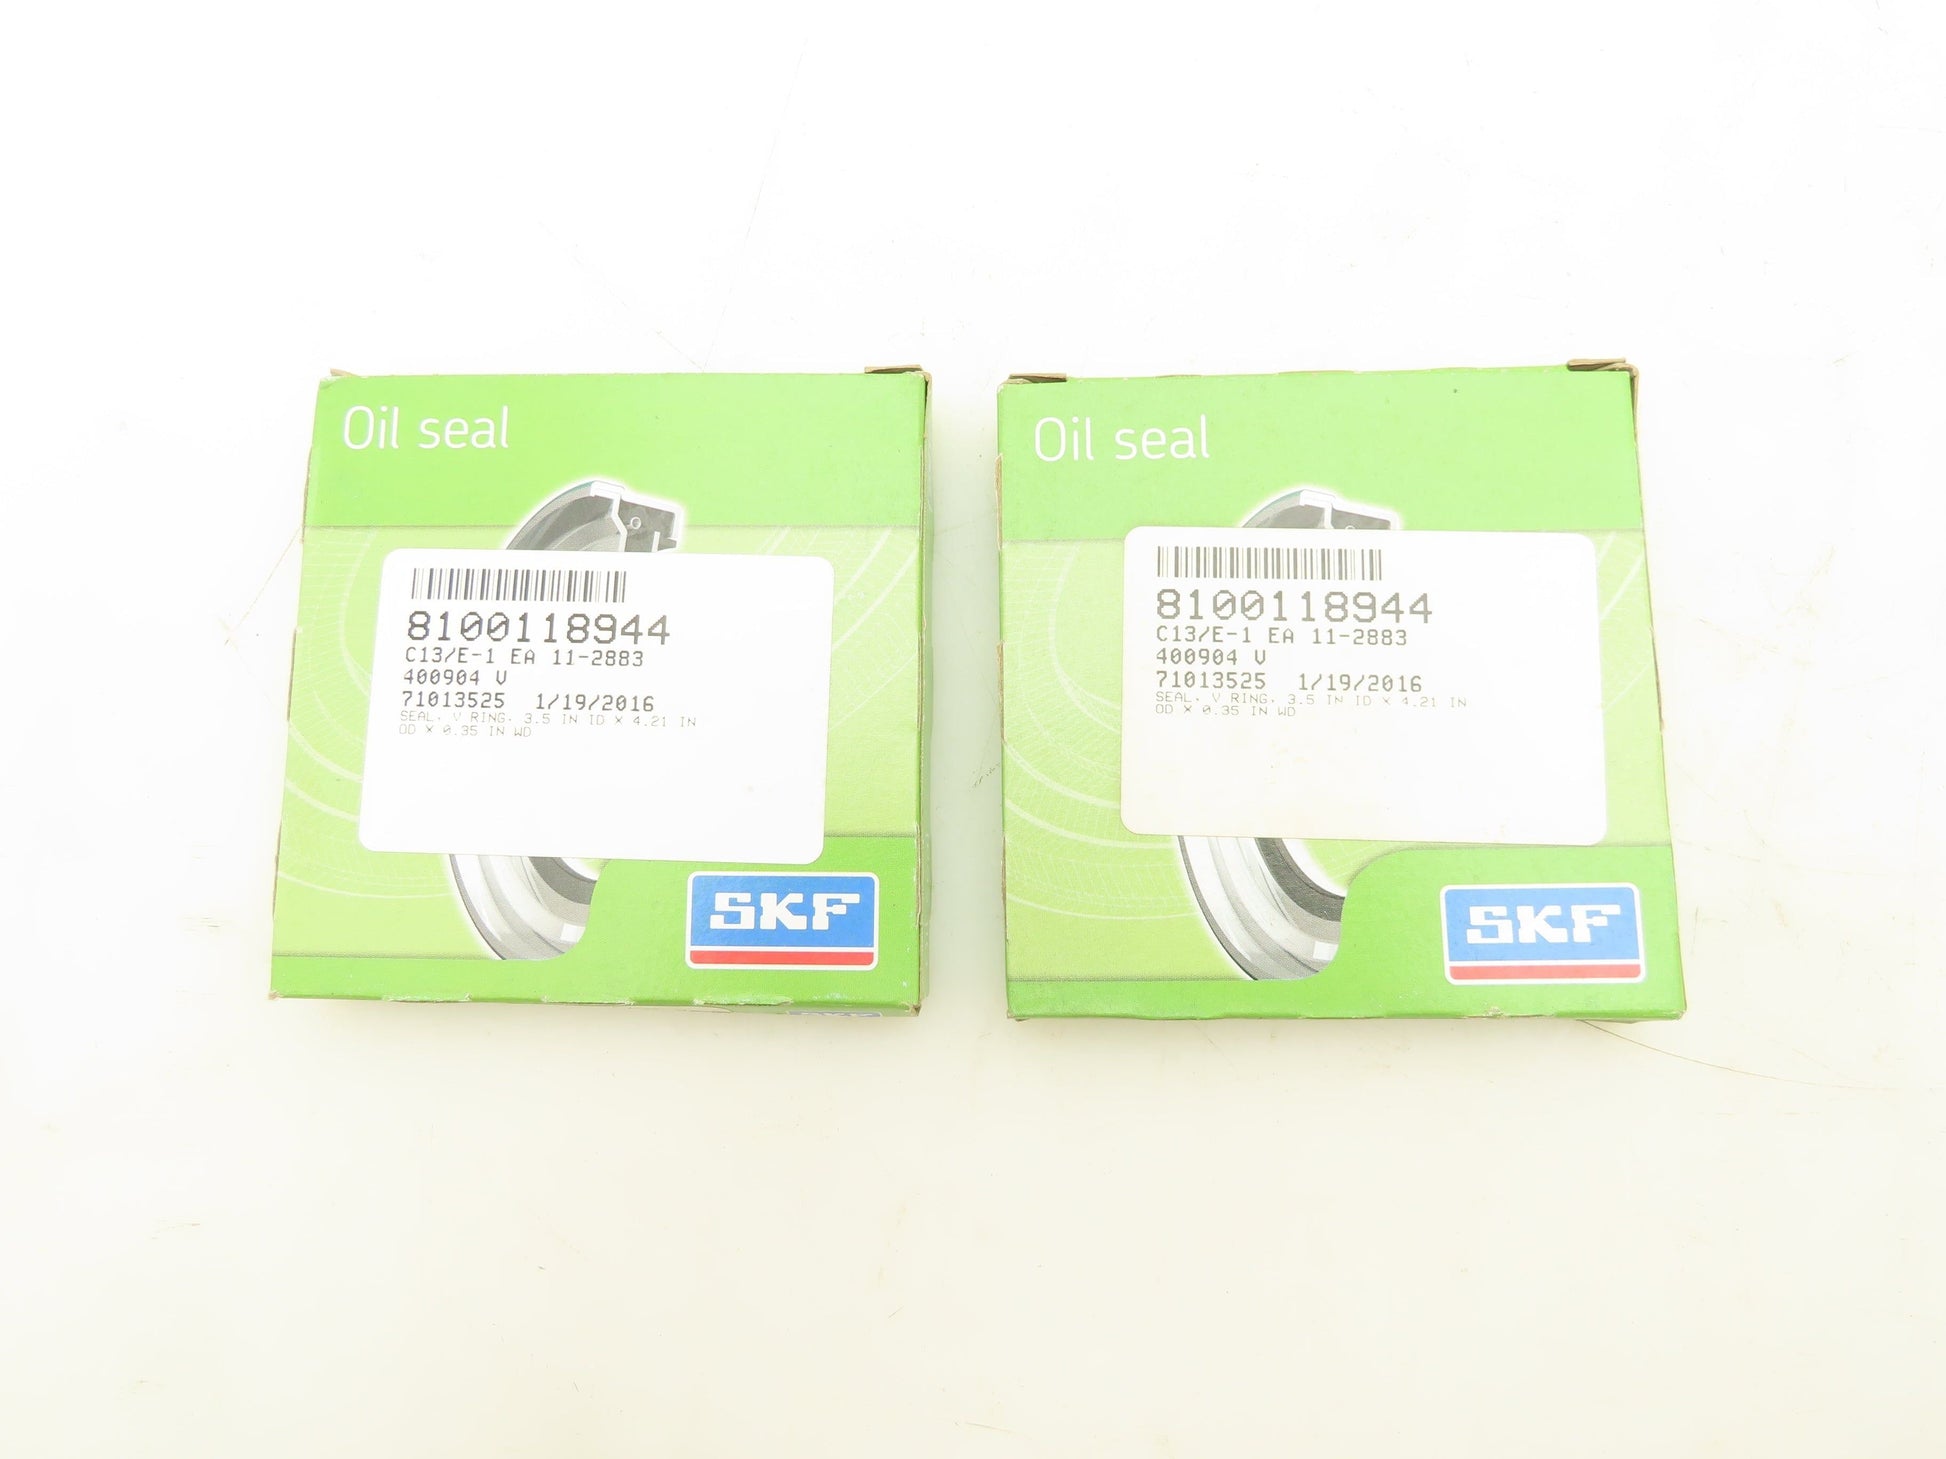 Oil seal
8100118944
C13/E-1 EA 11-2883
400904 V
71013525 1/19/2016
SEAL, V RING, 3.5 IN ID X 4.21 IN
OD X 0.35 IN WD
SKF
SKF
Oil seal
8100118944
C13/E-1 EA 11-2883
400904 V
71013525 1/19/2016
SEAL, V RING, 3.5 IN ID X 4.21 IN
OD X 0.35 IN WD
SKF